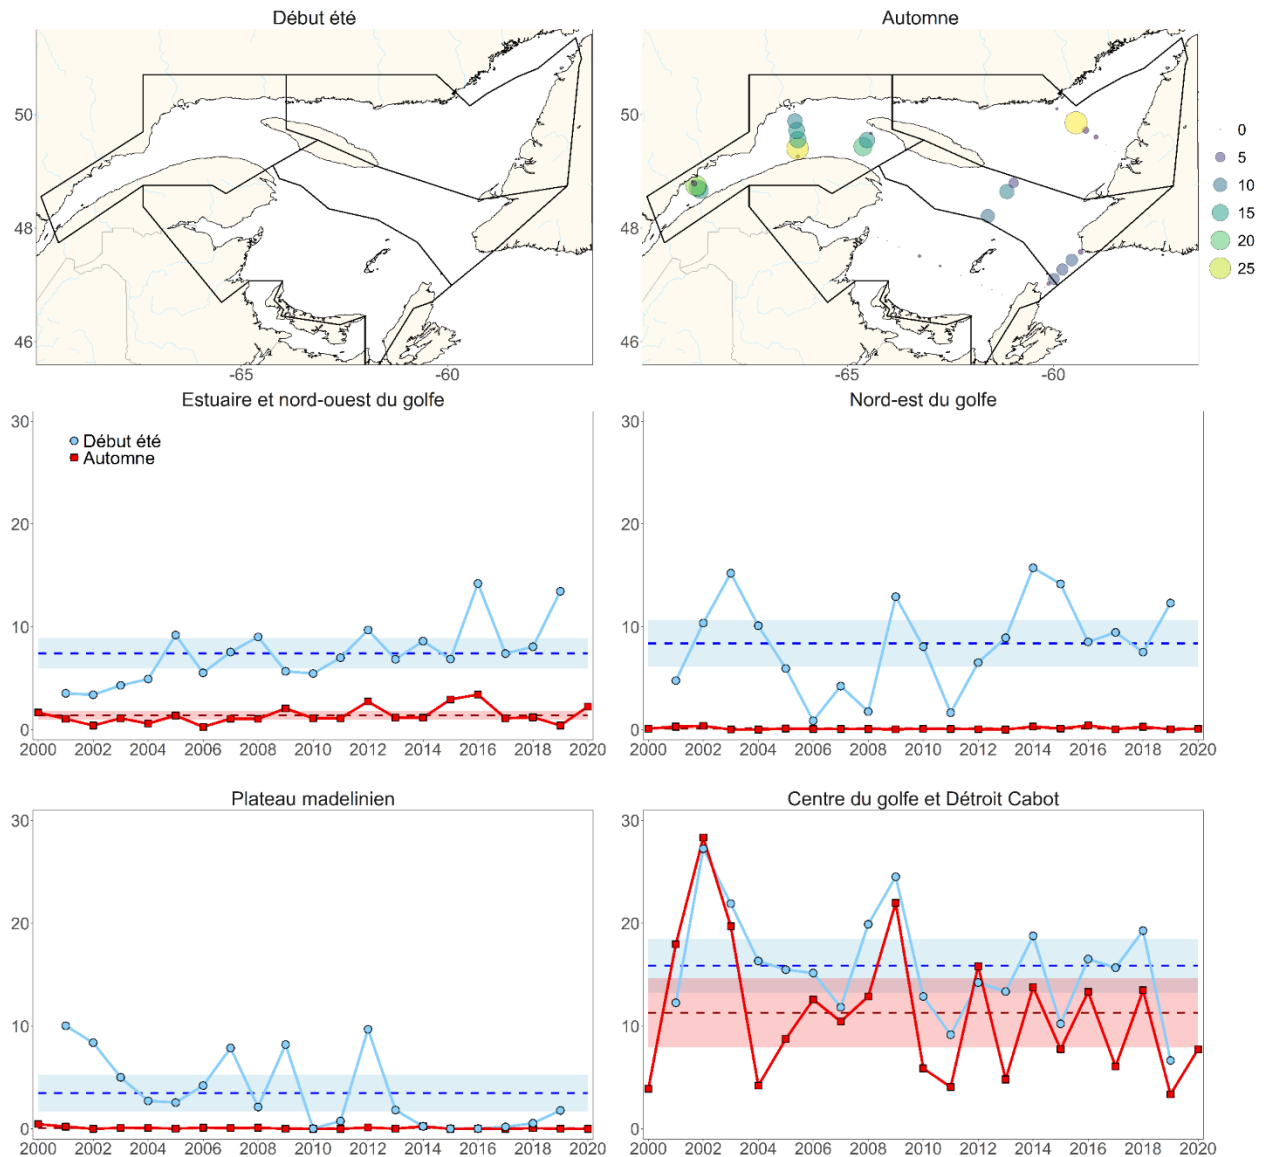 Début été
Automne
50
48
46
-65
-60
-65
-60
50
48
46
0
5
10
15
20
25
Estuaire et nord-ouest du golfe
Nord-est du golfe
Début été
Automne
30
20
10
0
2000 2002 2004 2006 2008 2010 2012 2014 2016 2018 2020
30
20
10
0
2000 2002 2004 2006 2008 2010 2012 2014 2016 2018 2020
Plateau madelinien
Centre du golfe et Détroit Cabot
30
20
10
0
2000 2002 2004 2006 2008 2010 2012 2014 2016 2018 2020
30
20
10
0
2000 2002 2004 2006 2008 2010 2012 2014 2016 2018 2020